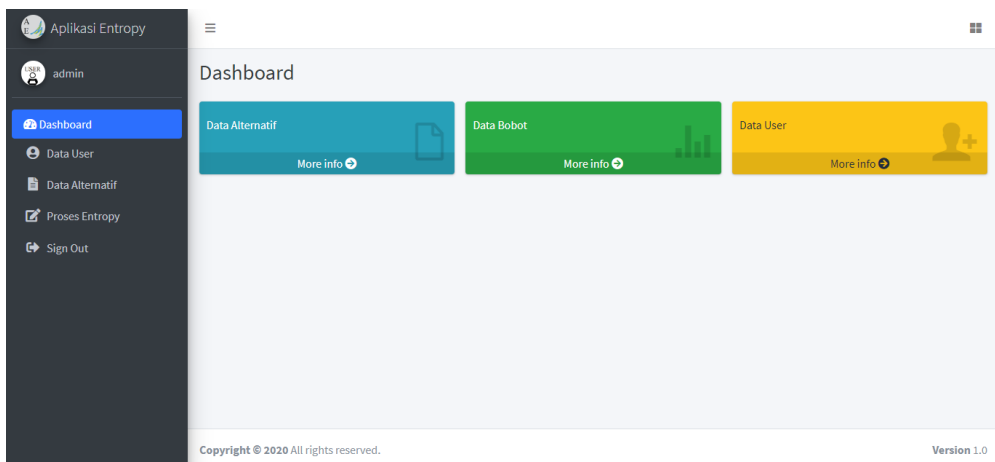 Aplikasi Entropy
USER
admin
Dashboard
Data User
Data Alternatif
Proses Entropy
Sign Out
Dashboard
Data Alternatif
More info
Data Bobot
More info
Data User
More info
Copyright © 2020 All rights reserved.
Version 1.0